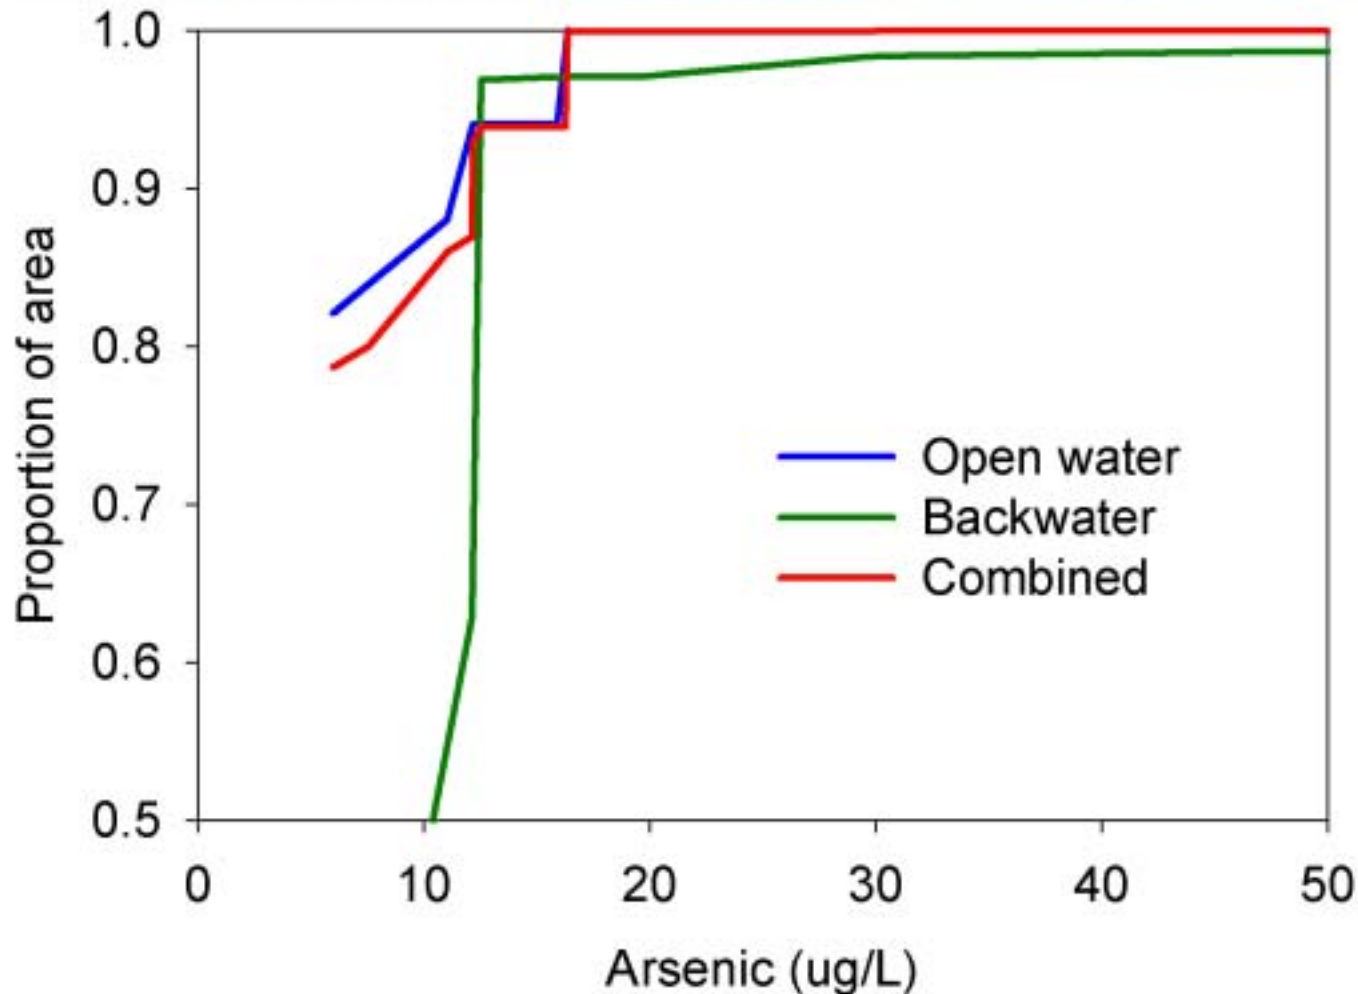 1.0
0.9
0.8
0.7
0.6
0.5
Proportion of area
Open water
Backwater
Combined
0 10 20 30 40 50
Arsenic (ug/L)